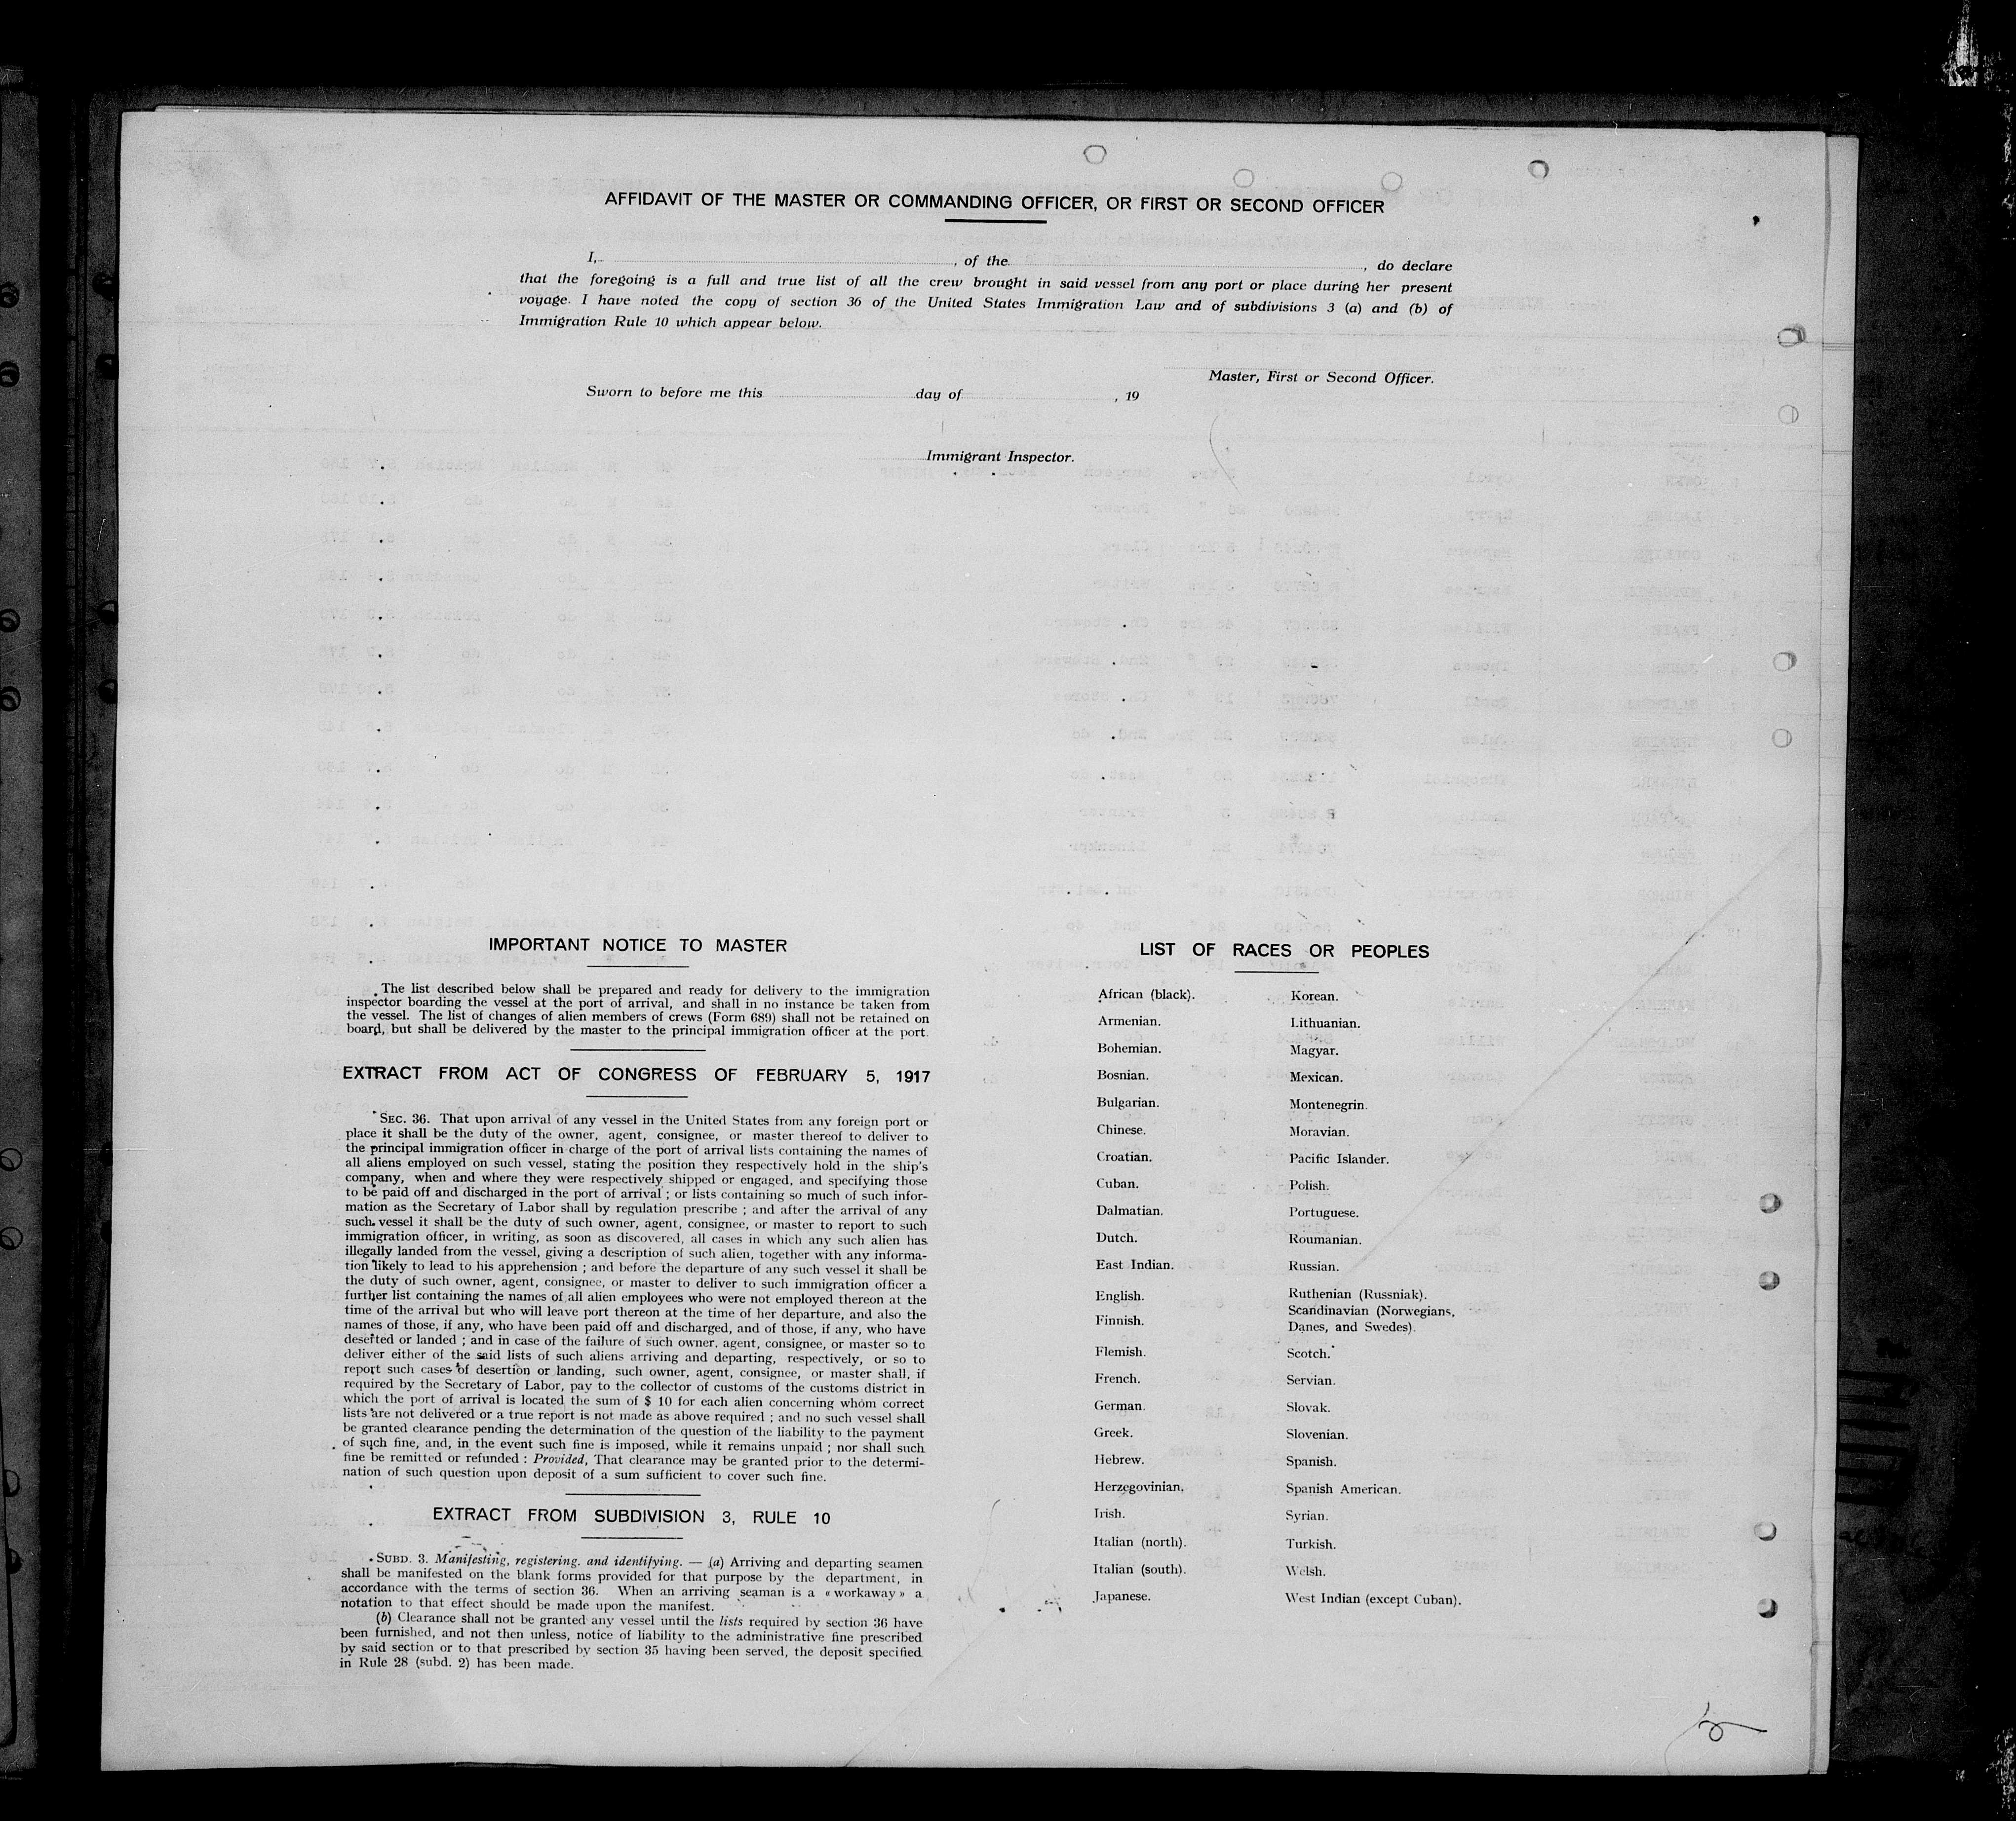 AFFIDAVIT OF THE MASTER OR COMMANDING OFFICER, OR FIRST OR SECOND OFFICER
I, , of the , do declare
that the foregoing is a full and true list of all the crew brought in said vessel from any port or place during her present
voyage. I have noted the copy of section 36 of the United States Immigration Law and of subdivisions 3 (a) and (b) of
Immigration Rule 10 which appear below.
Master, First or Second Officer.
Sworn to before me this day of , 19
Immigrant Inspector.
IMPORTANT NOTICE TO MASTER
The list described below shall be prepared and ready for delivery to the immigration
inspector boarding the vessel at the port of arrival, and shall in no instance be taken from
the vessel. The list of changes of alien members of crews (Form 689) shall not be retained on
board, but shall be delivered by the master to the principal immigration officer at the port.
EXTRACT FROM ACT OF CONGRESS OF FEBRUARY 5, 1917
SEC. 36. That upon arrival of any vessel in the United States from any foreign port or
place it shall be the duty of the owner, agent, consignee, or master thereof to deliver to
the principal immigration officer in charge of the port of arrival lists containing the names of
all aliens employed on such vessel, stating the position they respectively hold in the ship's
company, when and where they were respectively shipped or engaged, and specifying those
to be paid off and discharged in the port of arrival ; or lists containing so much of such infor-
mation as the Secretary of Labor shall by regulation prescribe ; and after the arrival of any
such vessel it shall be the duty of such owner, agent, consignee, or master to report to such
immigration officer, in writing, as soon as discovered, all cases in which any such alien has
illegally landed from the vessel, giving a description of such alien, together with any informa-
tion likely to lead to his apprehension ; and before the departure of any such vessel it shall be
the duty of such owner, agent, consignee, or master to deliver to such immigration officer a
further list containing the names of all alien employees who were not employed thereon at the
time of the arrival but who will leave port thereon at the time of her departure, and also the
names of those, if any, who have been paid off and discharged, and of those, if any, who have
deserted or landed ; and in case of the failure of such owner, agent, consignee, or master so to
deliver either of the said lists of such aliens arriving and departing, respectively, or so to
report such cases of desertion or landing, such owner, agent, consignee, or master shall, if
required by the Secretary of Labor, pay to the collector of customs of the customs district in
which the port of arrival is located the sum of $ 10 for each alien concerning whom correct
lists are not delivered or a true report is not made as above required ; and no such vessel shall
be granted clearance pending the determination of the question of the liability to the payment
of such fine, and, in the event such fine is imposed, while it remains unpaid ; nor shall such
fine be remitted or refunded : Provided, That clearance may be granted prior to the determi-
nation of such question upon deposit of a sum sufficient to cover such fine.
EXTRACT FROM SUBDIVISION 3, RULE 10
SUBD. 3. Manifesting, registering, and identifying. — (a) Arriving and departing seamen
shall be manifested on the blank forms provided for that purpose by the department, in
accordance with the terms of section 36. When an arriving seaman is a « workaway » a
notation to that effect should be made upon the manifest.
(b) Clearance shall not be granted any vessel until the lists required by section 36 have
been furnished, and not then unless, notice of liability to the administrative fine prescribed
by said section or to that prescribed by section 35 having been served, the deposit specified
in Rule 28 (subd. 2) has been made.
LIST OF RACES OR PEOPLES
African (black).
Armenian.
Bohemian.
Bosnian.
Bulgarian.
Chinese.
Croatian.
Cuban.
Dalmatian.
Dutch.
East Indian.
English.
Finnish.
Flemish.
French.
German.
Greek.
Hebrew.
Herzegovinian.
Irish.
Italian (north).
Italian (south).
Japanese.
Korean.
Lithuanian.
Magyar.
Mexican.
Montenegrin.
Moravian.
Pacific Islander.
Polish.
Portuguese.
Roumanian.
Russian.
Ruthenian (Russniak).
Scandinavian (Norwegians,
Danes, and Swedes).
Scotch.
Servian.
Slovak.
Slovenian.
Spanish.
Spanish American.
Syrian.
Turkish.
Welsh.
West Indian (except Cuban).